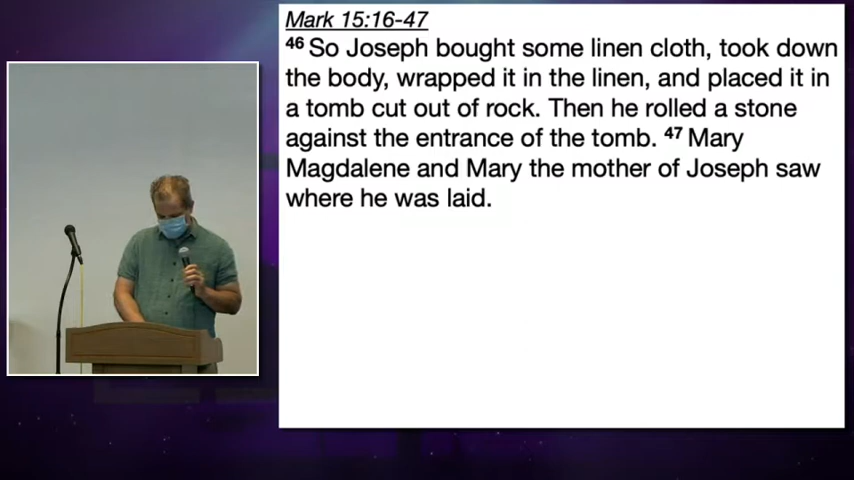 Mark 15:16-47
46 So Joseph bought some linen cloth, took down
the body, wrapped it in the linen, and placed it in
a tomb cut out of rock. Then he rolled a stone
against the entrance of the tomb. 47 Mary
Magdalene and Mary the mother of Joseph saw
where he was laid.